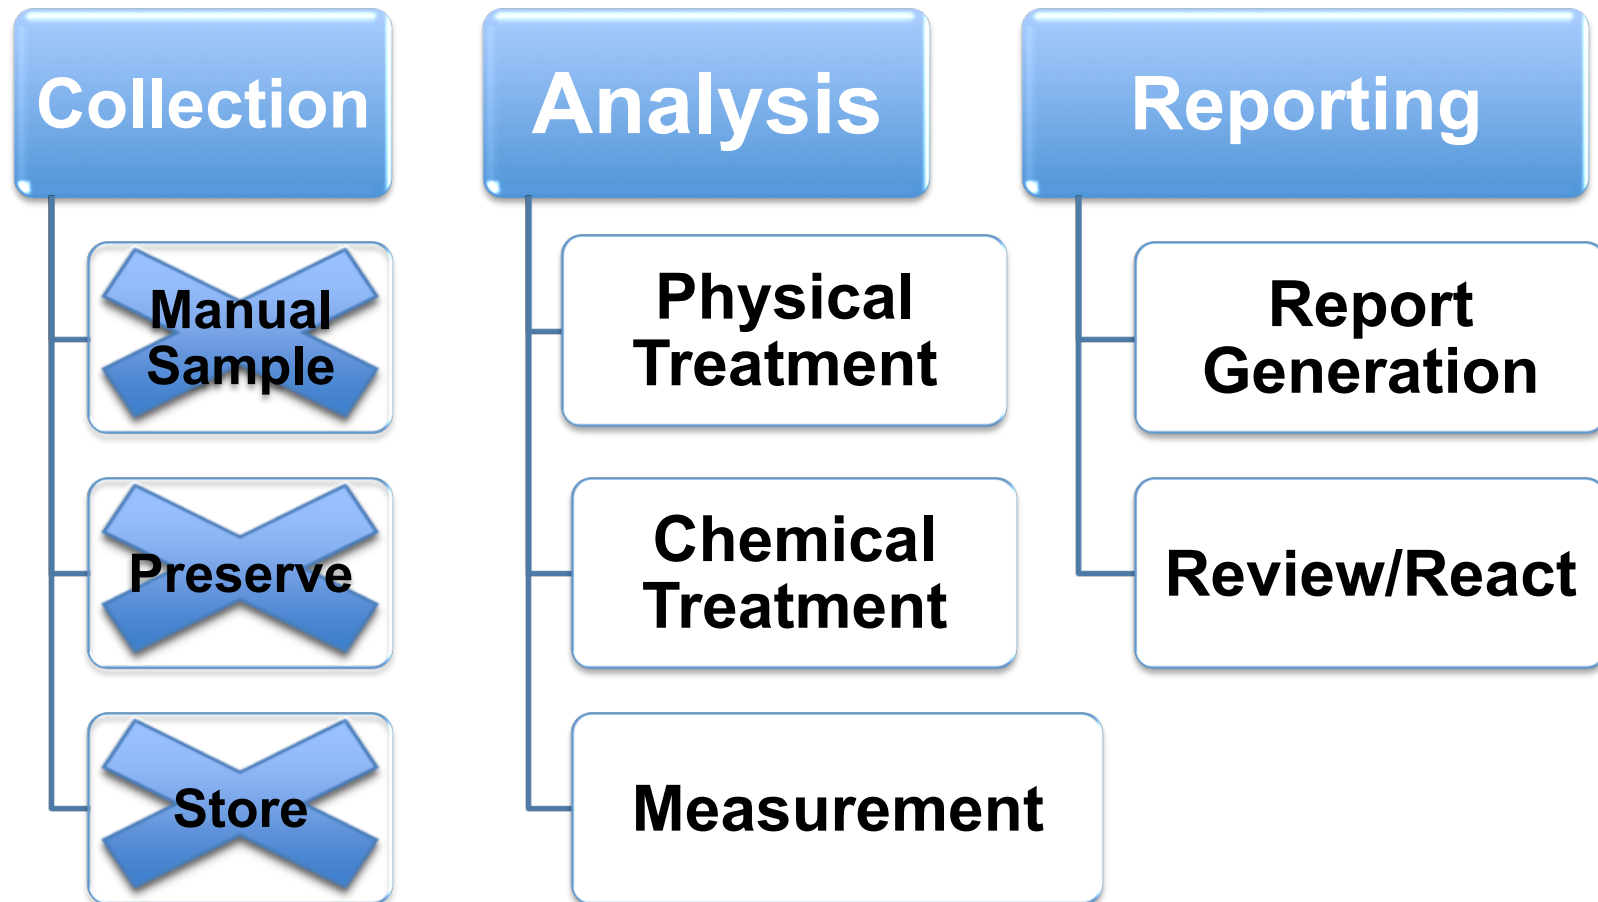 Collection
Manual
Sample
Preserve
Store
Analysis
Physical
Treatment
Chemical
Treatment
Measurement
Reporting
Report
Generation
Review/React